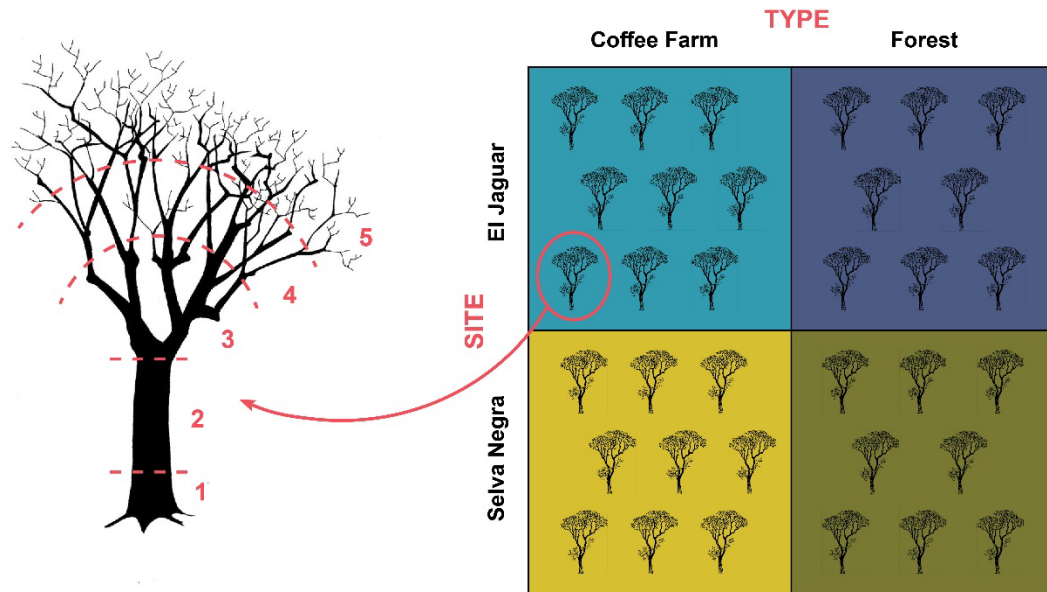 TYPE
Coffee Farm
Forest
El Jaguar
SITE
Selva Negra
5
4
3
2
1